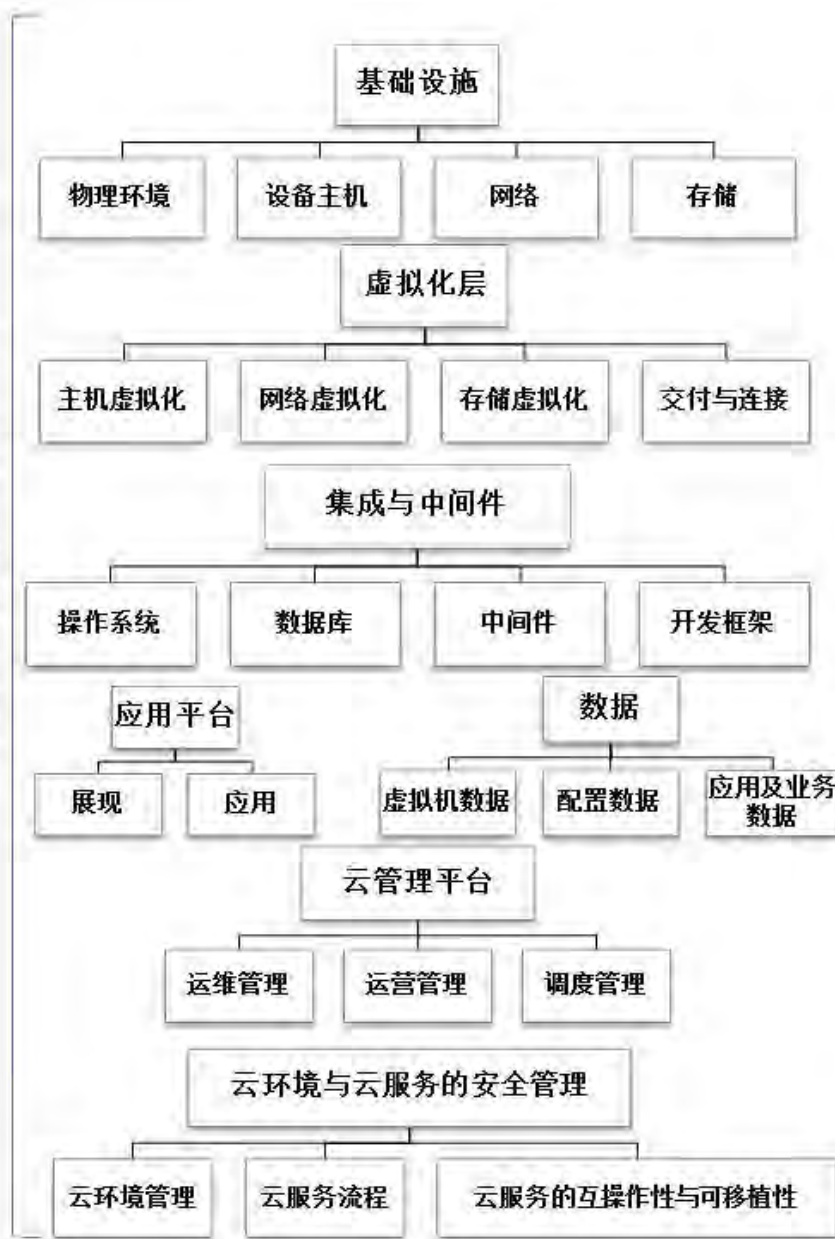 基础设施
物理环境
设备主机
网络
存储
虚拟化层
主机虚拟化
网络虚拟化
存储虚拟化
交付与连接
集成与中间件
操作系统
数据库
中间件
开发框架
应用平台
展现
应用
数据
虚拟机数据
配置数据
应用及业务
数据
云管理平台
运维管理
运营管理
调度管理
云环境与云服务的安全管理
云环境管理
云服务流程
云服务的互操作性与可移植性